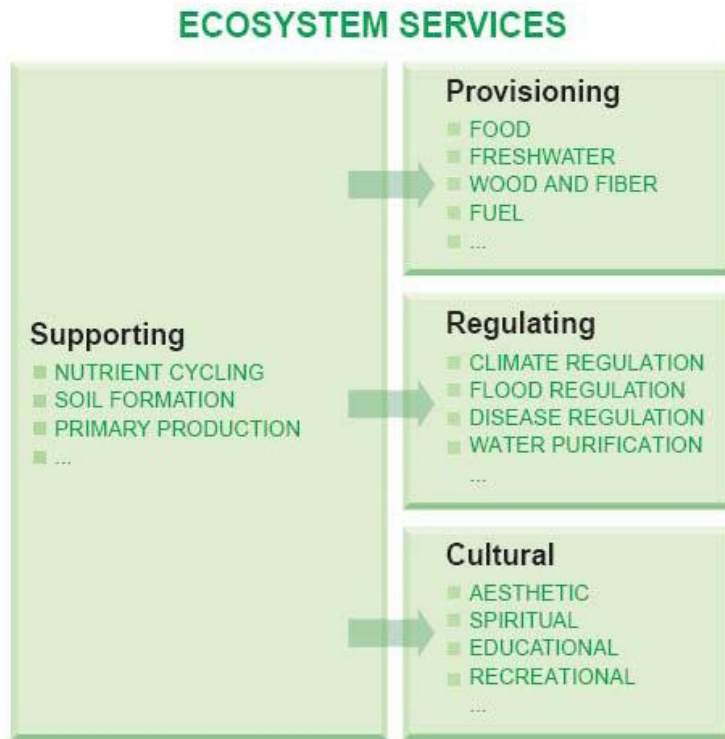 ECOSYSTEM SERVICES
Supporting
NUTRIENT CYCLING
SOIL FORMATION
PRIMARY PRODUCTION
...
Provisioning
FOOD
FRESHWATER
WOOD AND FIBER
FUEL
...
Regulating
CLIMATE REGULATION
FLOOD REGULATION
DISEASE REGULATION
WATER PURIFICATION
...
Cultural
AESTHETIC
SPIRITUAL
EDUCATIONAL
RECREATIONAL
...